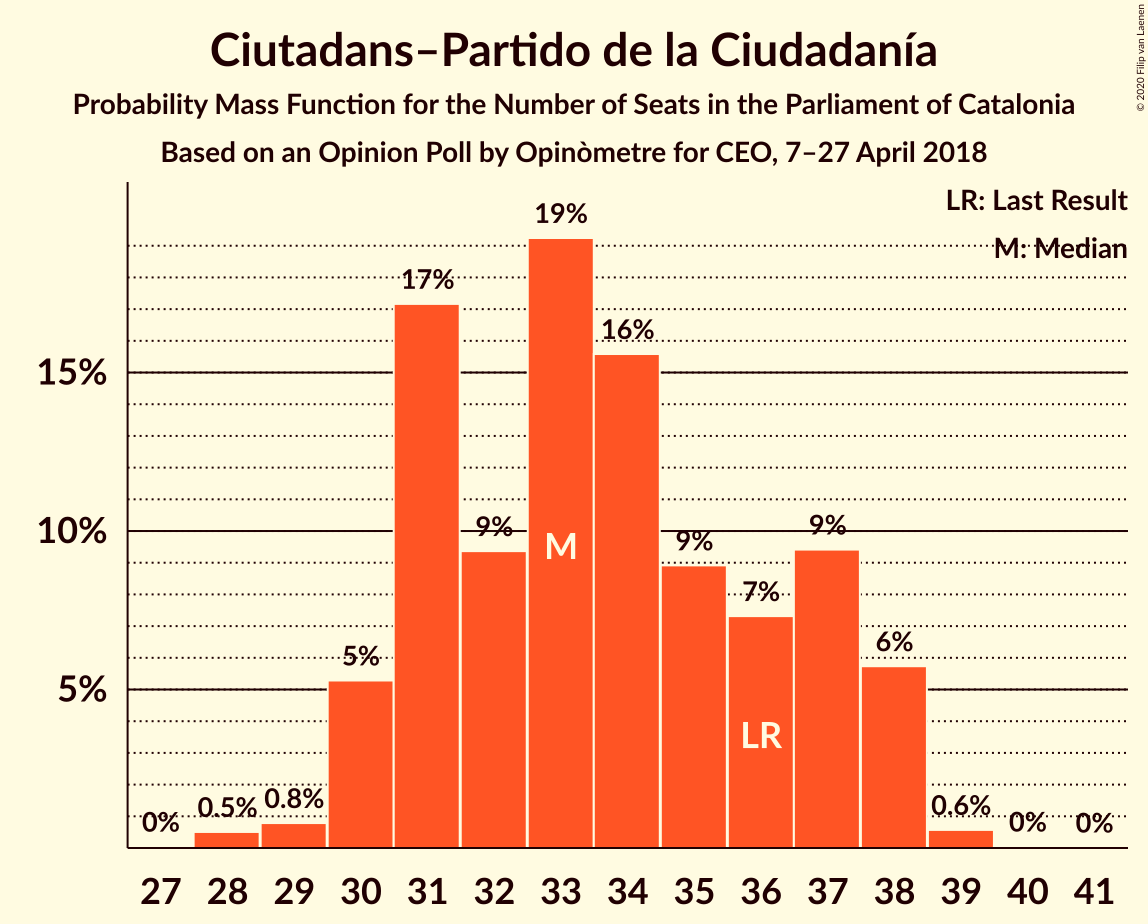 Ciutadans–Partido de la Ciudadanía
Probability Mass Function for the Number of Seats in the Parliament of Catalonia
Based on an Opinion Poll by Opinòmetre for CEO, 7–27 April 2018
© 2020 Filip van Laenen
LR: Last Result
M: Median
15%
10%
5%
0%
0.5%
0.8%
5%
17%
9%
19%
16%
9%
7%
9%
6%
0.6%
0%
0%
M
LR
27 28 29 30 31 32 33 34 35 36 37 38 39 40 41